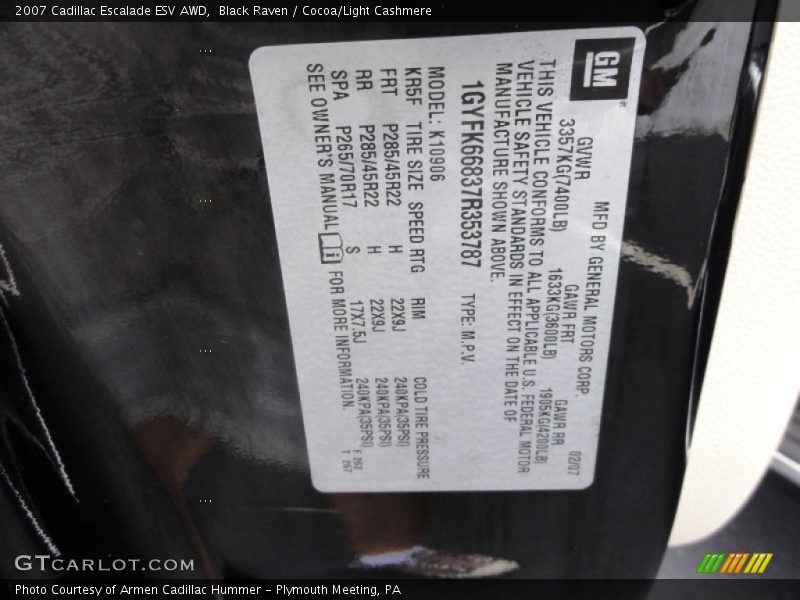 2007 Cadillac Escalade ESV AWD, Black Raven / Cocoa/Light Cashmere
GM
®
MFD BY GENERAL MOTORS CORP.
GVWR GAWR FRT GAWR RR 02/07
3357KG(7400LB) 1633KG(3600LB) 1905KG(4200LB)
THIS VEHICLE CONFORMS TO ALL APPLICABLE U.S. FEDERAL MOTOR
VEHICLE SAFETY STANDARDS IN EFFECT ON THE DATE OF
MANUFACTURE SHOWN ABOVE.
1GYFK66837R353787 TYPE: M.P.V.
MODEL: K10906
KR5F TIRE SIZE SPEED RTG RIM COLD TIRE PRESSURE
FRT P285/45R22 H 22X9J 240KPA(35PSI)
RR P285/45R22 H 22X9J 240KPA(35PSI)
SPA P265/70R17 S 17X7.5J 240KPA(35PSI)
SEE OWNER'S MANUAL i FOR MORE INFORMATION. F 262
T 267
GTCARLOT.COM
Photo Courtesy of Armen Cadillac Hummer - Plymouth Meeting, PA